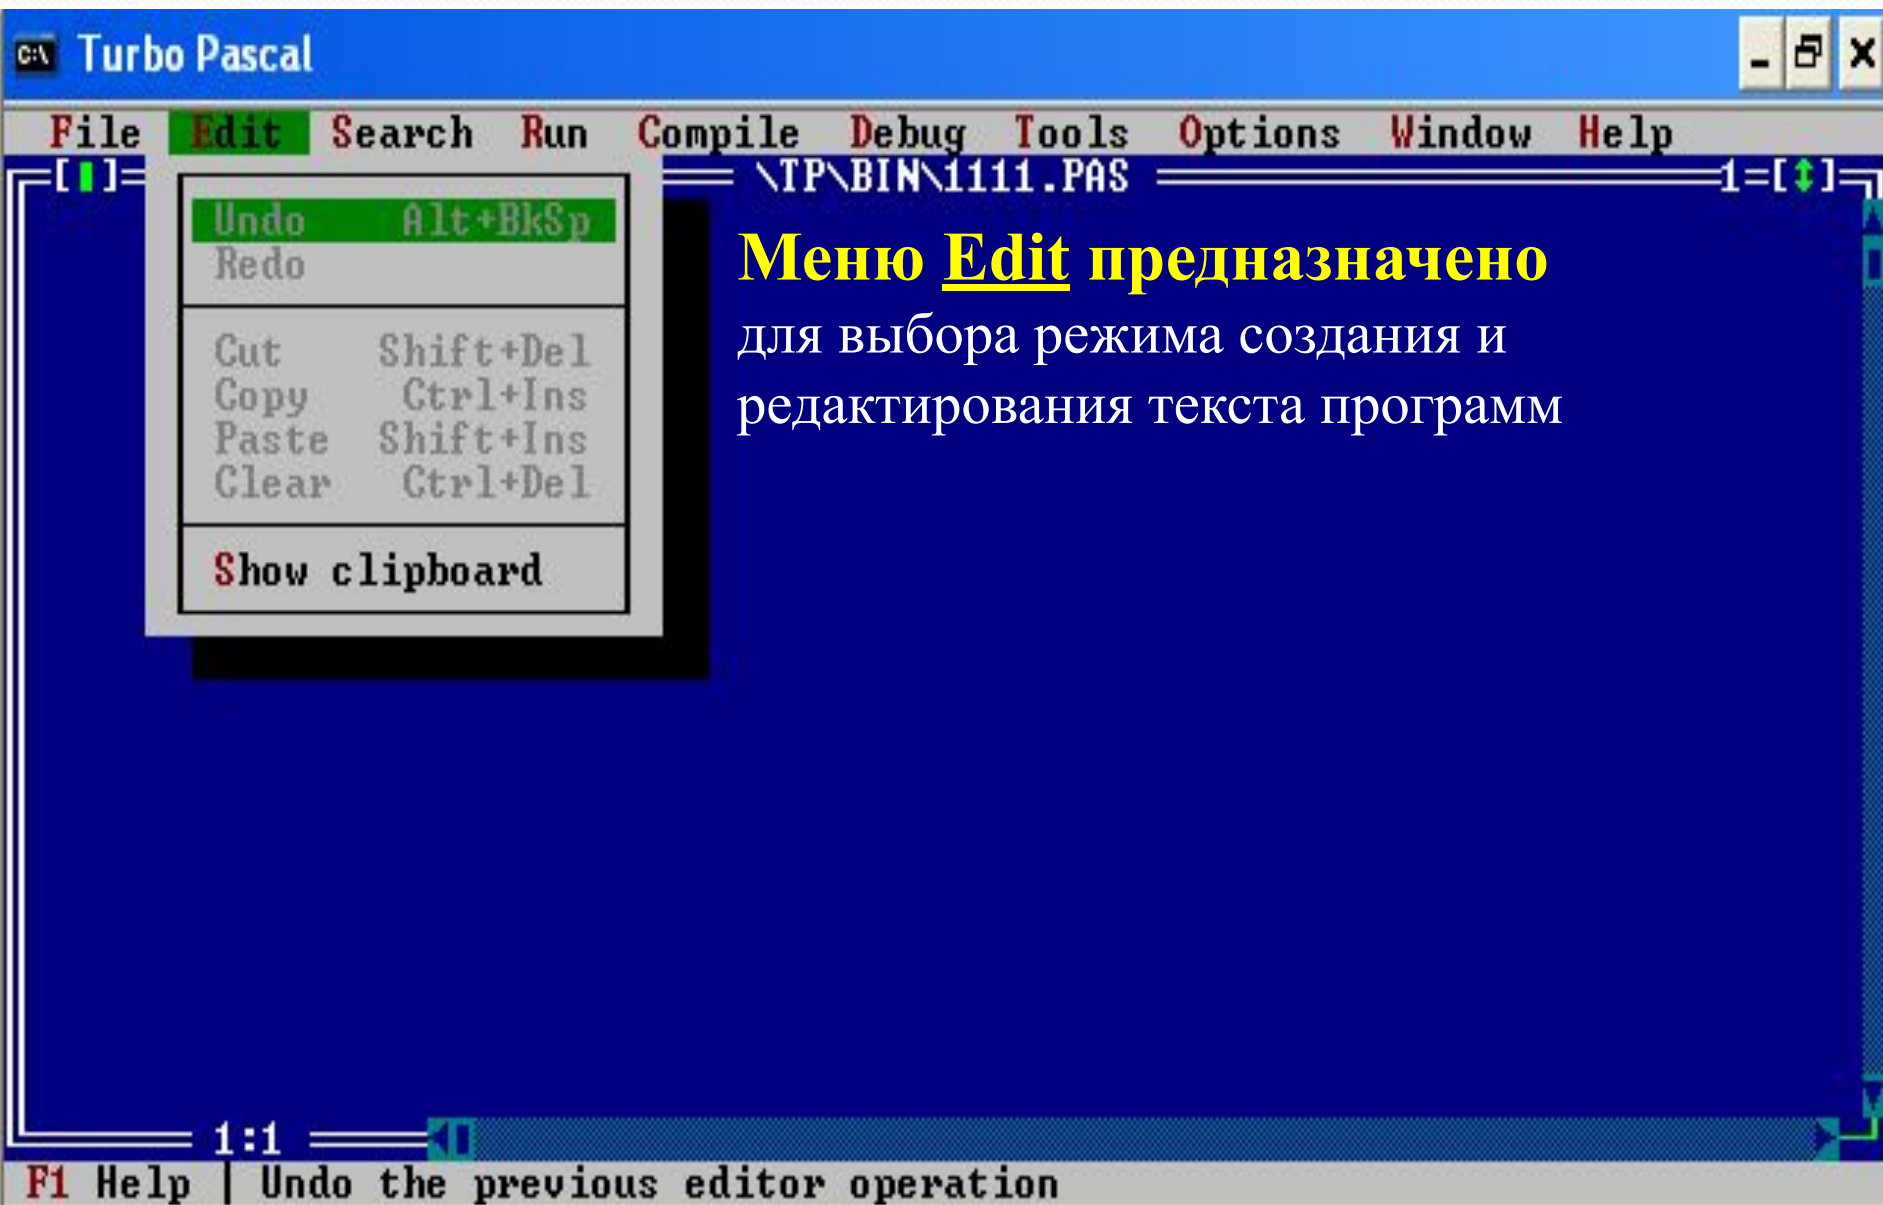 Turbo Pascal
File Edit Search Run Compile Debug Tools Options Window Help
\TP\BIN\1111.PAS 1=[↕]
Undo Alt+BkSp
Redo
Cut Shift+Del
Copy Ctrl+Ins
Paste Shift+Ins
Clear Ctrl+Del
Show clipboard
Меню Edit предназначено
для выбора режима создания и
редактирования текста программ
1:1
F1 Help | Undo the previous editor operation